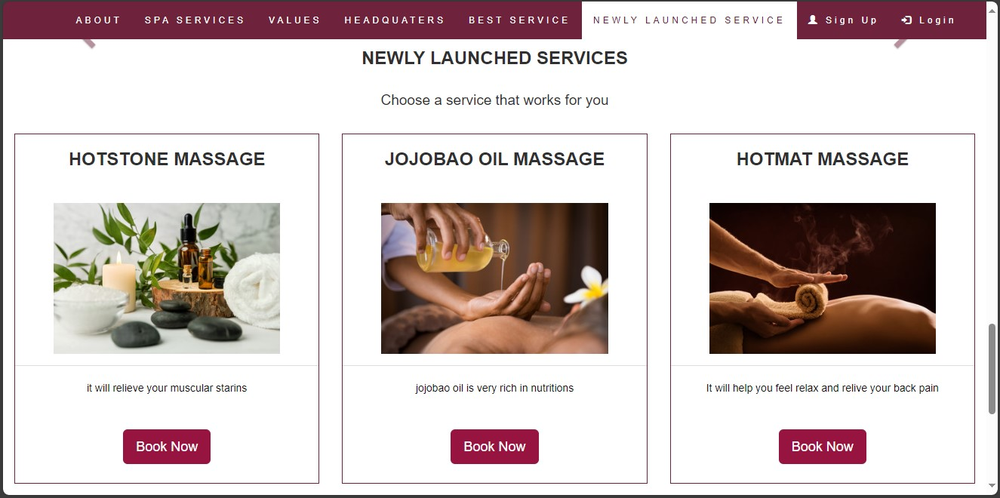 ABOUT SPA SERVICES VALUES HEADQUATERS BEST SERVICE NEWLY LAUNCHED SERVICE Sign Up Login
NEWLY LAUNCHED SERVICES
Choose a service that works for you
HOTSTONE MASSAGE
it will relieve your muscular starins
Book Now
JOJOBAO OIL MASSAGE
jojobao oil is very rich in nutritions
Book Now
HOTMAT MASSAGE
It will help you feel relax and relive your back pain
Book Now